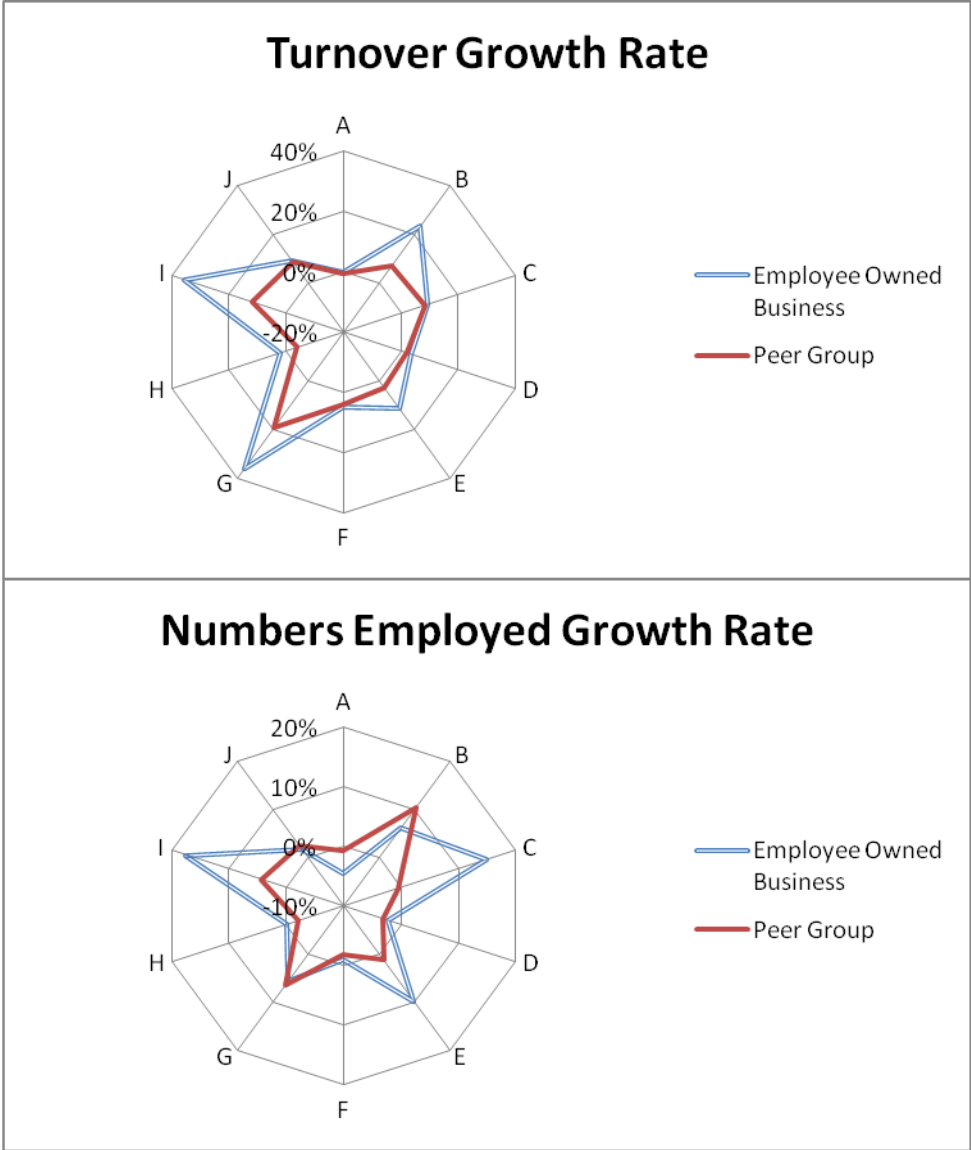 Turnover Growth Rate
A
40%
J
B
20%
I
0%
C
Employee Owned
Business
-20%
Peer Group
H
D
G
E
F
Numbers Employed Growth Rate
A
20%
J
B
10%
I
0%
C
Employee Owned
Business
-10%
Peer Group
H
D
G
E
F